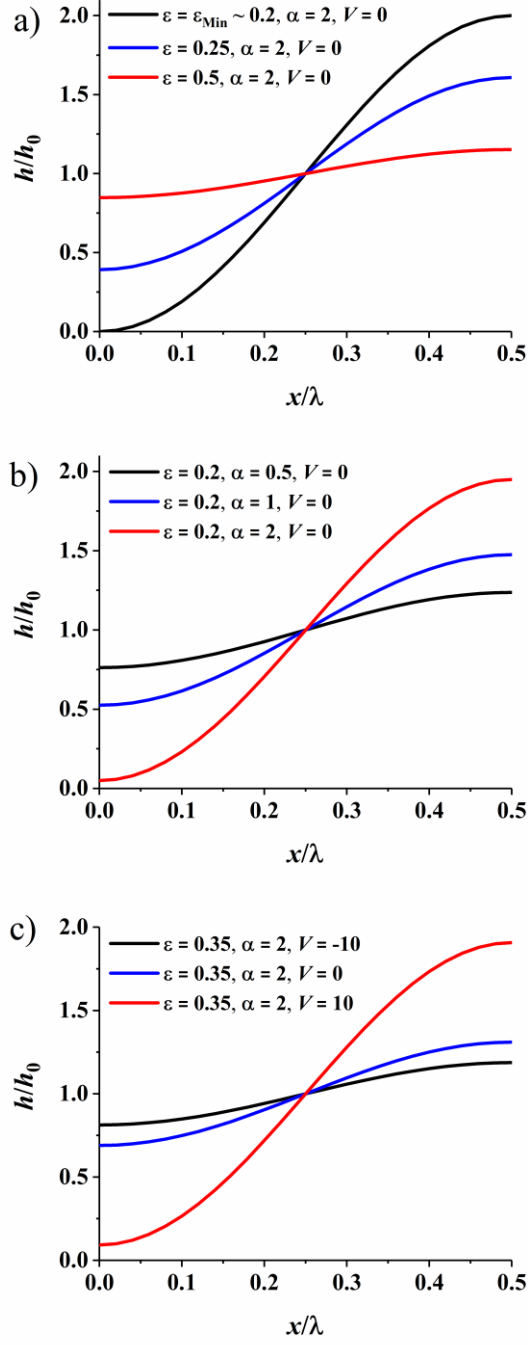 a)
ε = ε_Min ~ 0.2, α = 2, V = 0
ε = 0.25, α = 2, V = 0
ε = 0.5, α = 2, V = 0
2.0
1.5
1.0
0.5
0.0
h/h₀
0.0 0.1 0.2 0.3 0.4 0.5
x/λ
b)
ε = 0.2, α = 0.5, V = 0
ε = 0.2, α = 1, V = 0
ε = 0.2, α = 2, V = 0
2.0
1.5
1.0
0.5
0.0
h/h₀
0.0 0.1 0.2 0.3 0.4 0.5
x/λ
c)
ε = 0.35, α = 2, V = -10
ε = 0.35, α = 2, V = 0
ε = 0.35, α = 2, V = 10
2.0
1.5
1.0
0.5
0.0
h/h₀
0.0 0.1 0.2 0.3 0.4 0.5
x/λ